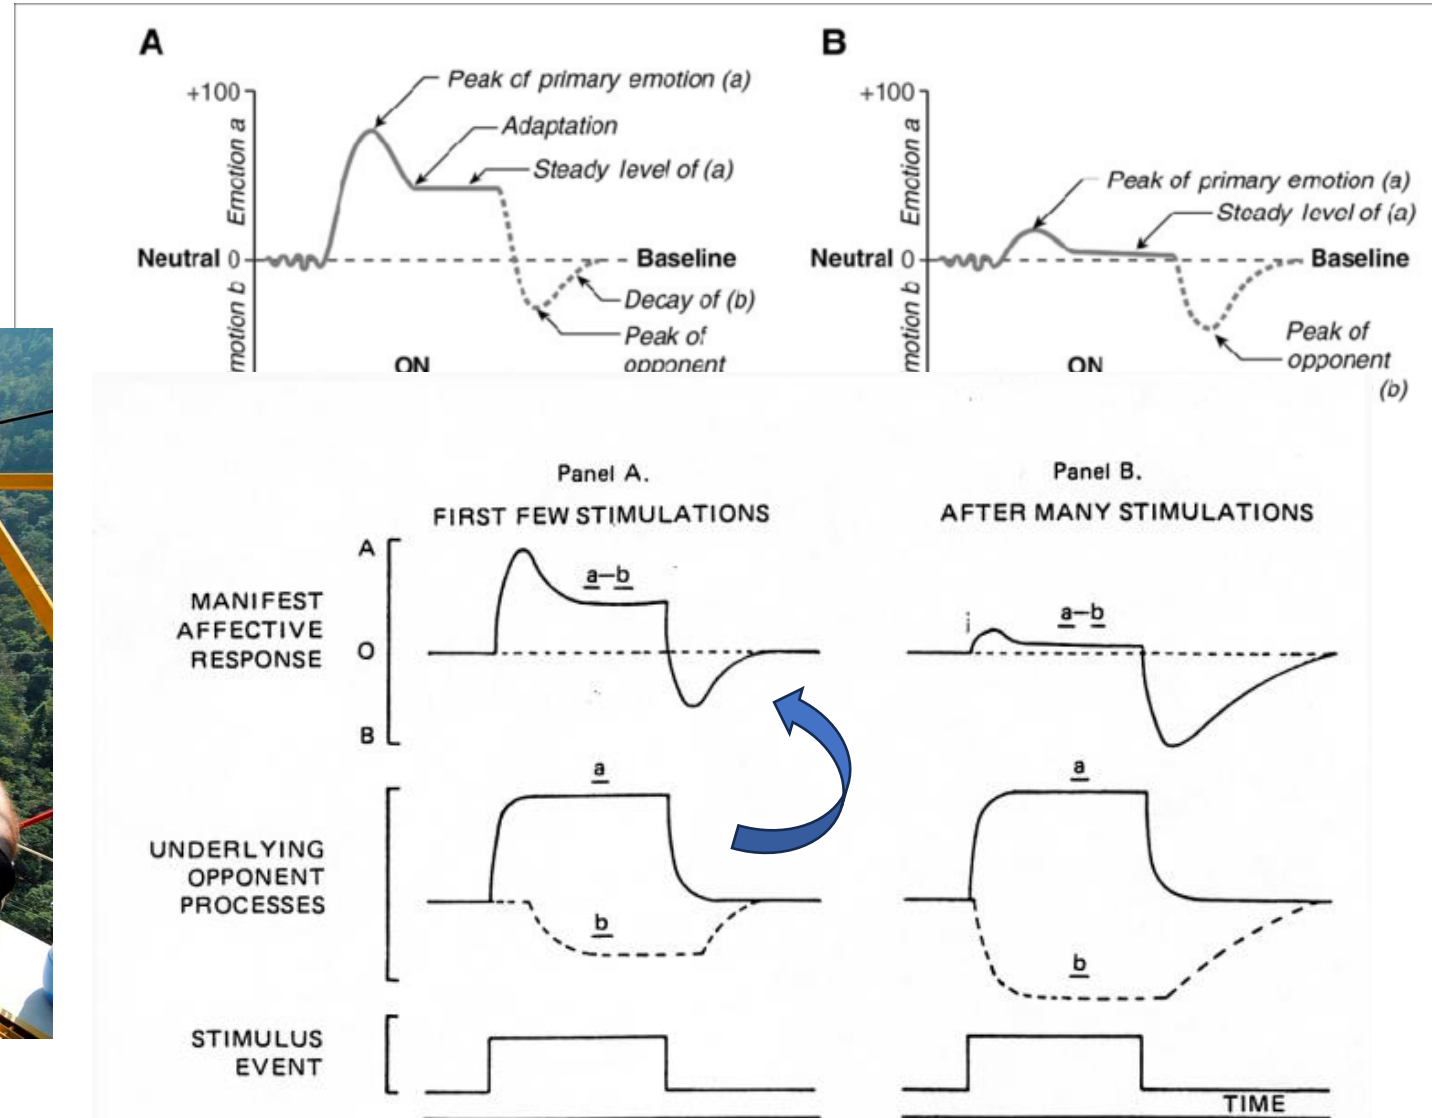 A
+100
Peak of primary emotion (a)
Adaptation
Steady level of (a)
Emotion a
Neutral 0
Baseline
Decay of (b)
Peak of
opponent
motion b
ON
B
+100
Peak of primary emotion (a)
Steady level of (a)
Emotion a
Neutral 0
Baseline
Peak of
opponent
(b)
motion b
ON
Panel A.
FIRST FEW STIMULATIONS
Panel B.
AFTER MANY STIMULATIONS
MANIFEST
AFFECTIVE
RESPONSE
A
O
B
a-b
a-b
UNDERLYING
OPPONENT
PROCESSES
a
b
a
b
STIMULUS
EVENT
TIME